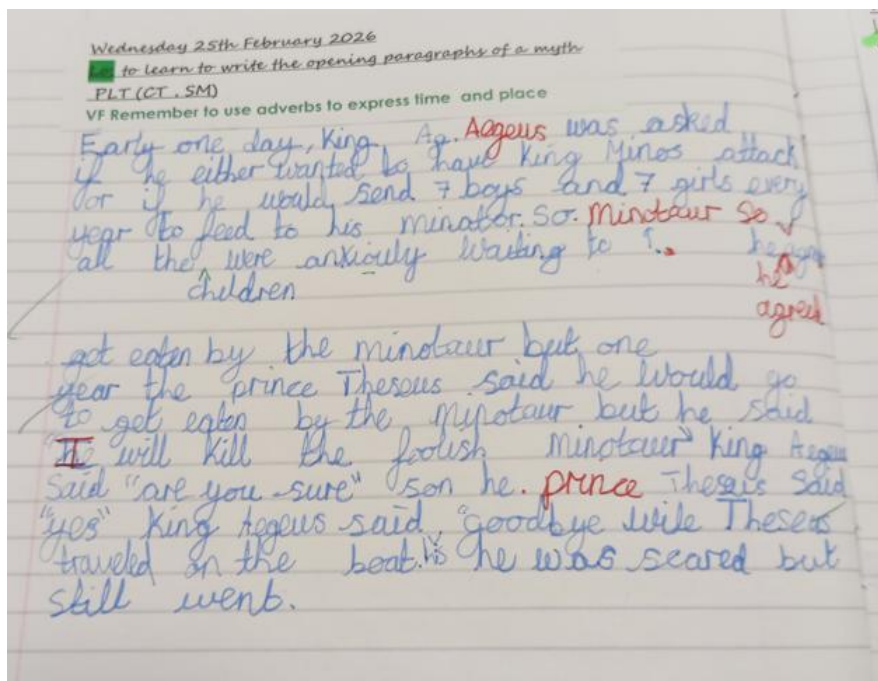 Wednesday 25th February 2026
Lo: to learn to write the opening paragraphs of a myth
PLT (CT, SM)
VF Remember to use adverbs to express time and place
Early one day, King Ag. Aegeus was asked
if he either wanted to have King Minos attack
or if he would send 7 boys and 7 girls every
year to feed to his minator. So. Minotaur So
all the were anxiouly waiting to he agre
children
he
agreed
get eaten by the minotaur but one
year the prince Theseus said he would go
to get eaten by the minotaur but he said
"I will kill the foolish minotaur" King Aegeus
said "are you sure" son he. prince Theseus said
"yes" King Aegeus said, "goodbye wile Theseus
traveled on the boat. his he was scared but
still went.